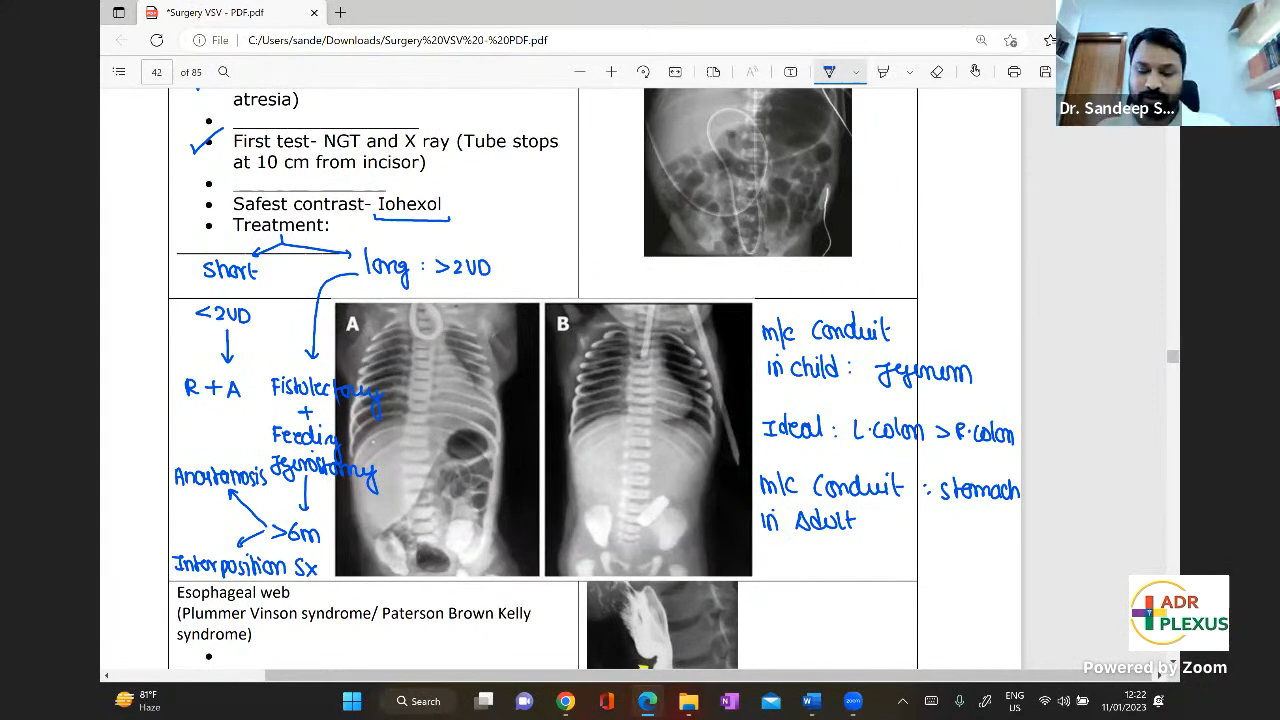 *Surgery VSV - PDF.pdf
File
C:/Users/sande/Downloads/Surgery%20VSV%20-%20PDF.pdf
42 of 85
Dr. Sandeep S...
atresia)
First test- NGT and X ray (Tube stops
at 10 cm from incisor)
Safest contrast- Iohexol
Treatment:
Short
long : >2VD
<2VD
R + A
Fistulectomy
+
Feeding
Jejunostomy
Anastamosis
>6m
Interposition Sx
A
B
m/c Conduit
in child : Jejunum
Ideal : L.colon > R.colon
m/c Conduit : stomach
in Adult
Esophageal web
(Plummer Vinson syndrome/ Paterson Brown Kelly
syndrome)
ADR
PLEXUS
Powered by Zoom
81°F
Haze
Search
zoom
ENG
US
12:22
11/01/2023